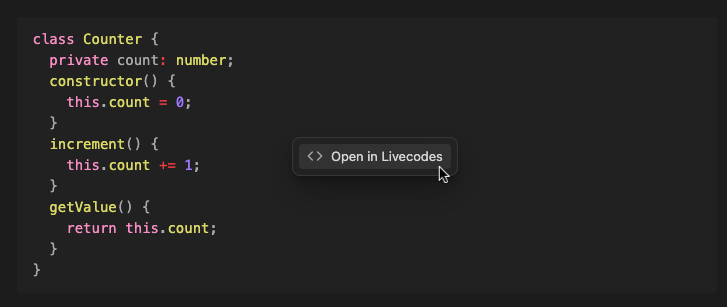 class Counter {
  private count: number;
  constructor() {
    this.count = 0;
  }
  increment() {
    this.count += 1;
  }
  getValue() {
    return this.count;
  }
}
<> Open in Livecodes